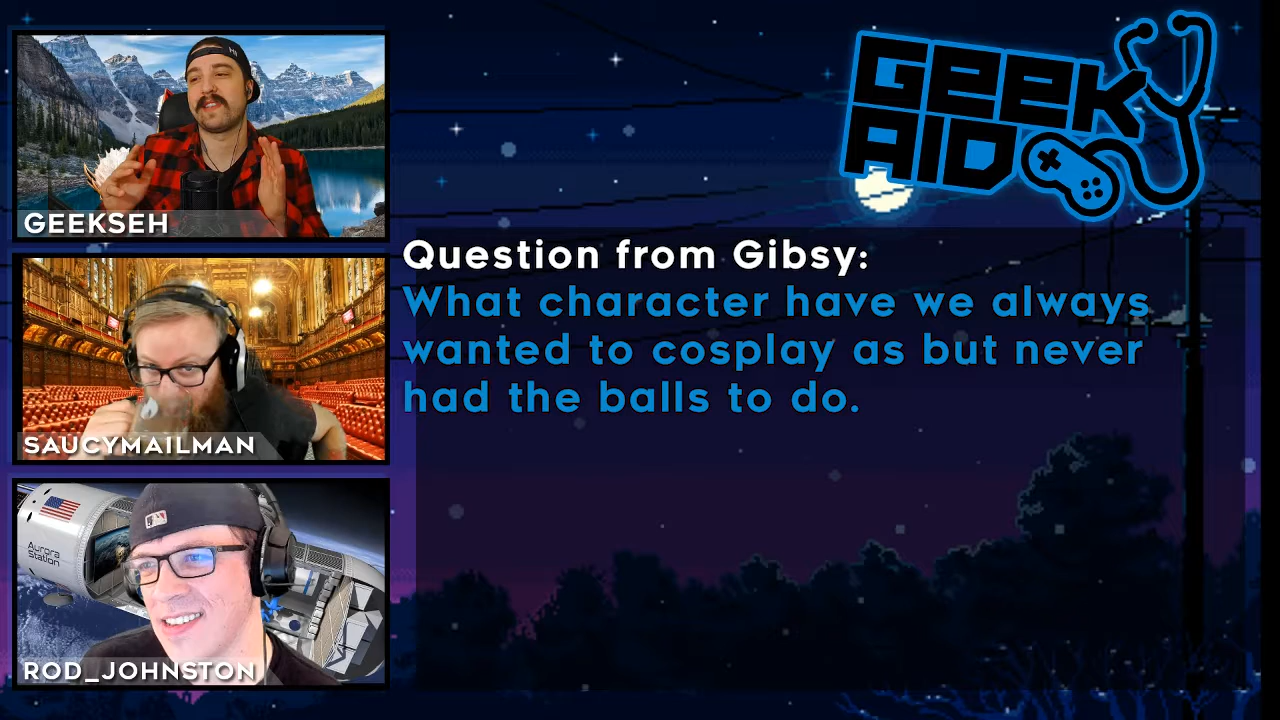 GEEK
AID
GEEKSEH
SAUCYMAILMAN
Aurora
Station
ROD_JOHNSTON
Question from Gibsy:
What character have we always
wanted to cosplay as but never
had the balls to do.